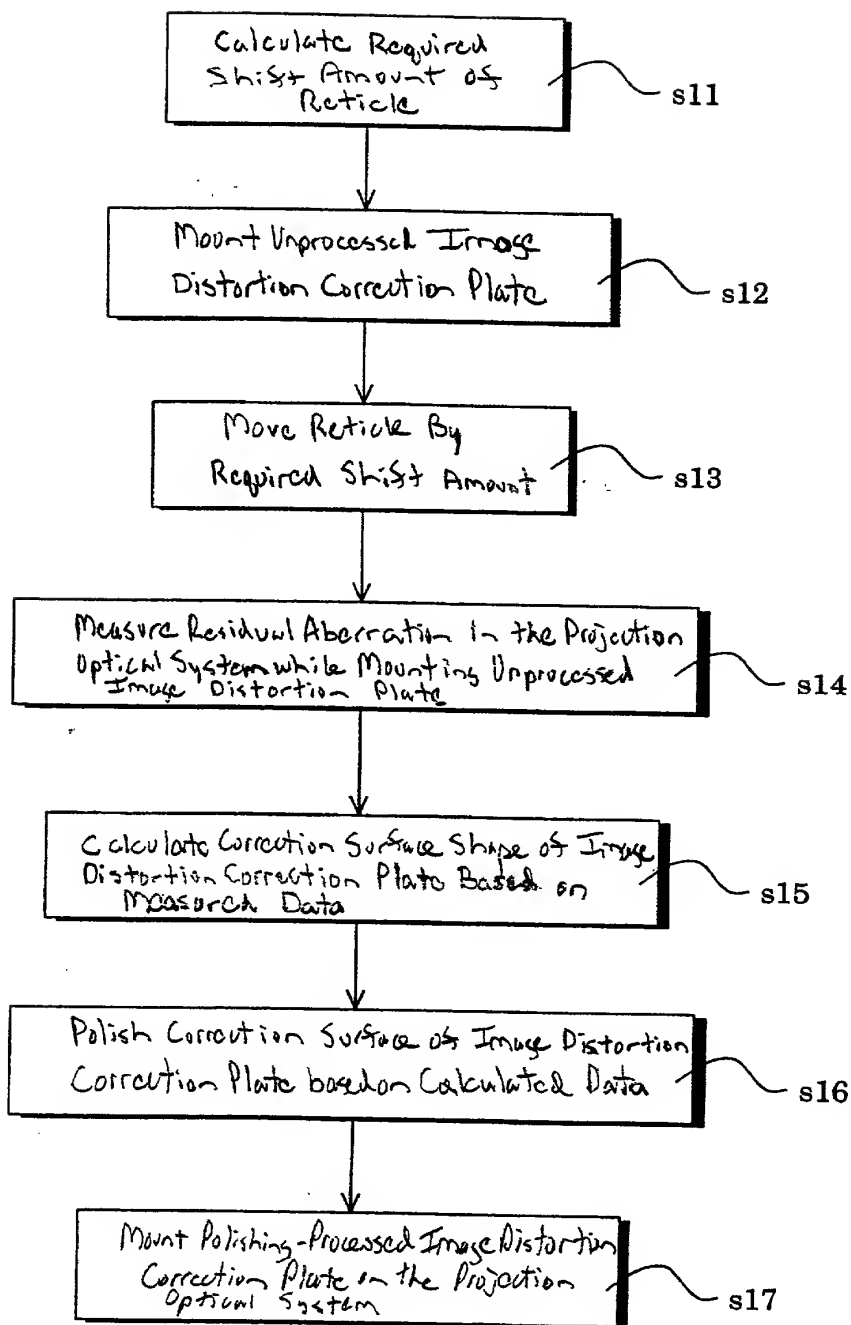 Calculate Required
Shift Amount of
Reticle
s11
Mount Unprocessed Image
Distortion Correction Plate
s12
Move Reticle By
Required Shift Amount
s13
Measure Residual Aberration in the Projection
Optical System while Mounting Unprocessed
Image Distortion Plate
s14
Calculate Correction Surface Shape of Image
Distortion Correction Plate Based on
Measured Data
s15
Polish Correction Surface of Image Distortion
Correction Plate based on Calculated Data
s16
Mount Polishing-Processed Image Distortion
Correction Plate on the Projection
Optical System
s17